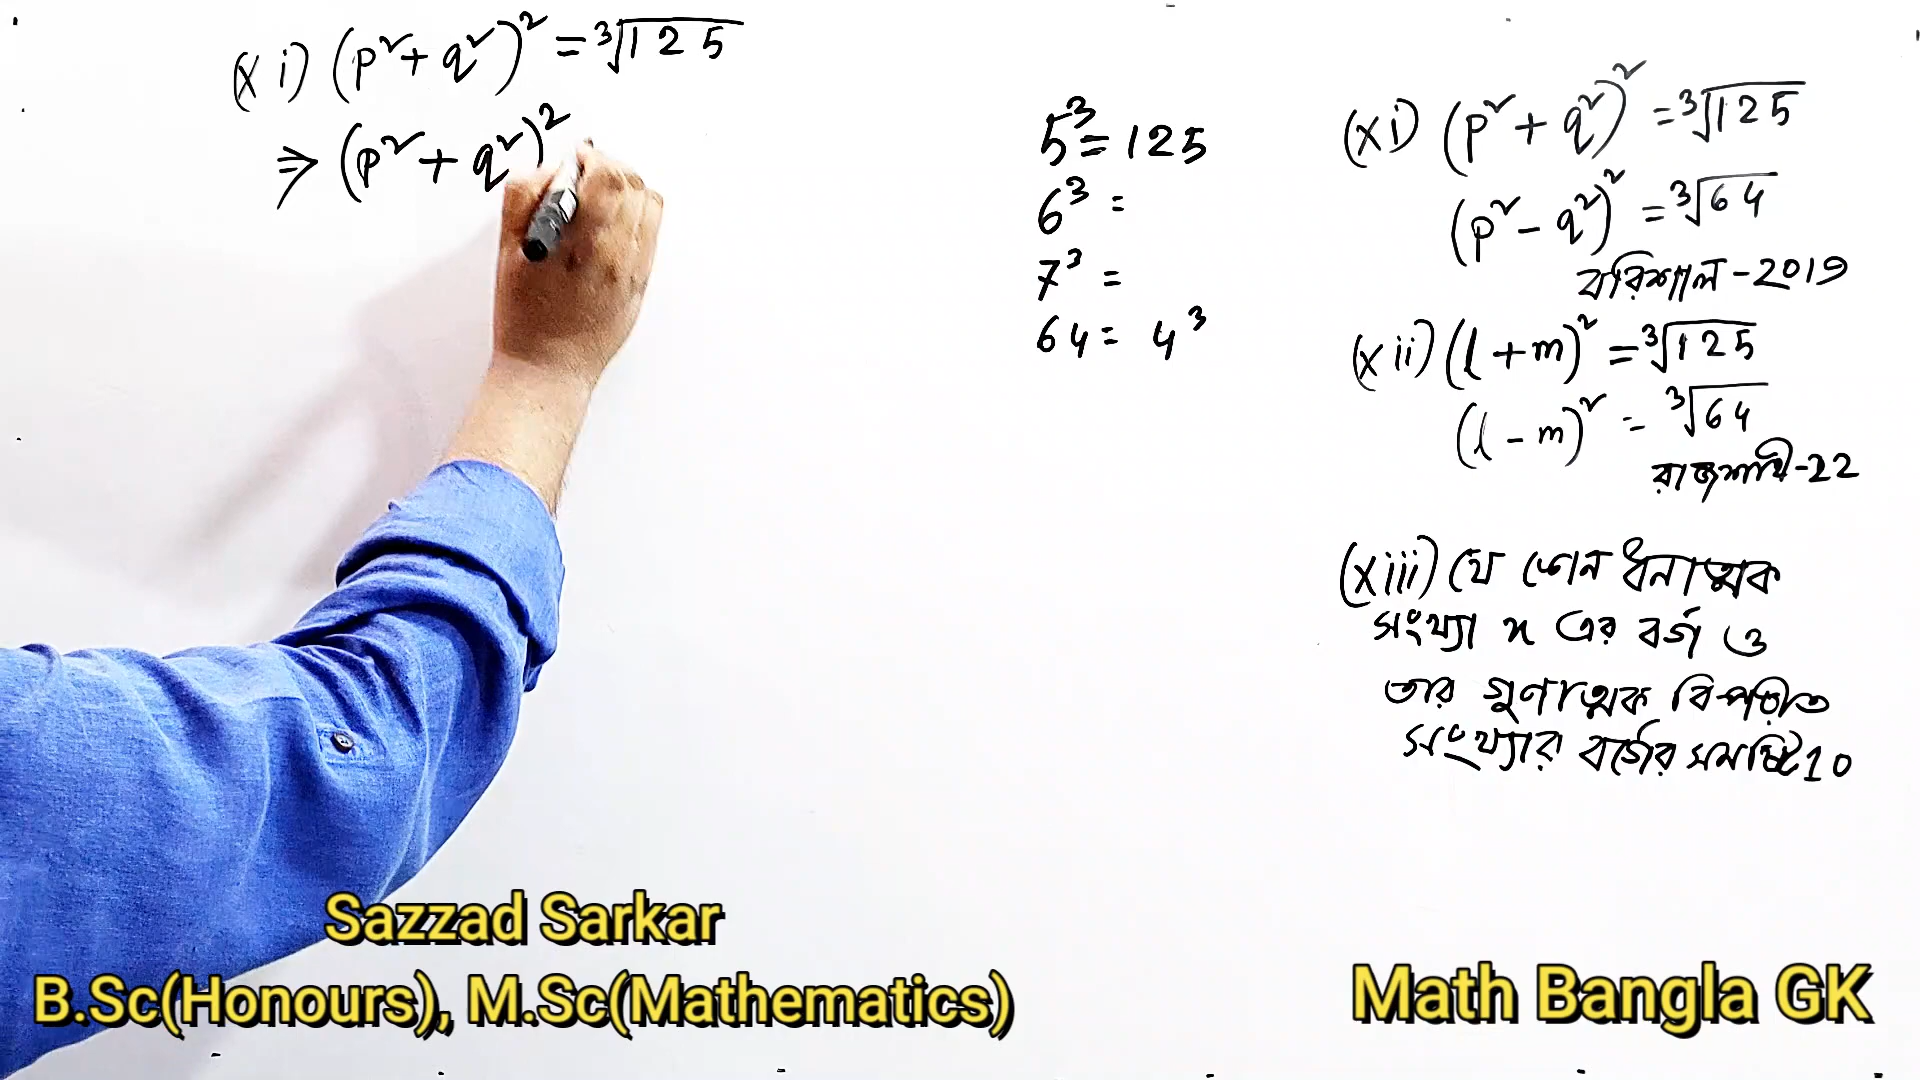 (xi) (p²+q²)² = ∛125
⇒ (p²+q²)²
5³ = 125
6³ =
7³ =
64 = 4³
(xi) (p²+q²)² = ∛125
(p²-q²)² = ∛64
বরিশাল-2019
(xii) (l+m)² = ∛125
(l-m)² = ∛64
রাজশাহী-22
(xiii) যে কোন ধনাত্মক
সংখ্যা x এর বর্গ ও
তার গুণাত্মক বিপরীত
সংখ্যার বর্গের সমষ্টি 10
Sazzad Sarkar
B.Sc(Honours), M.Sc(Mathematics)
Math Bangla GK